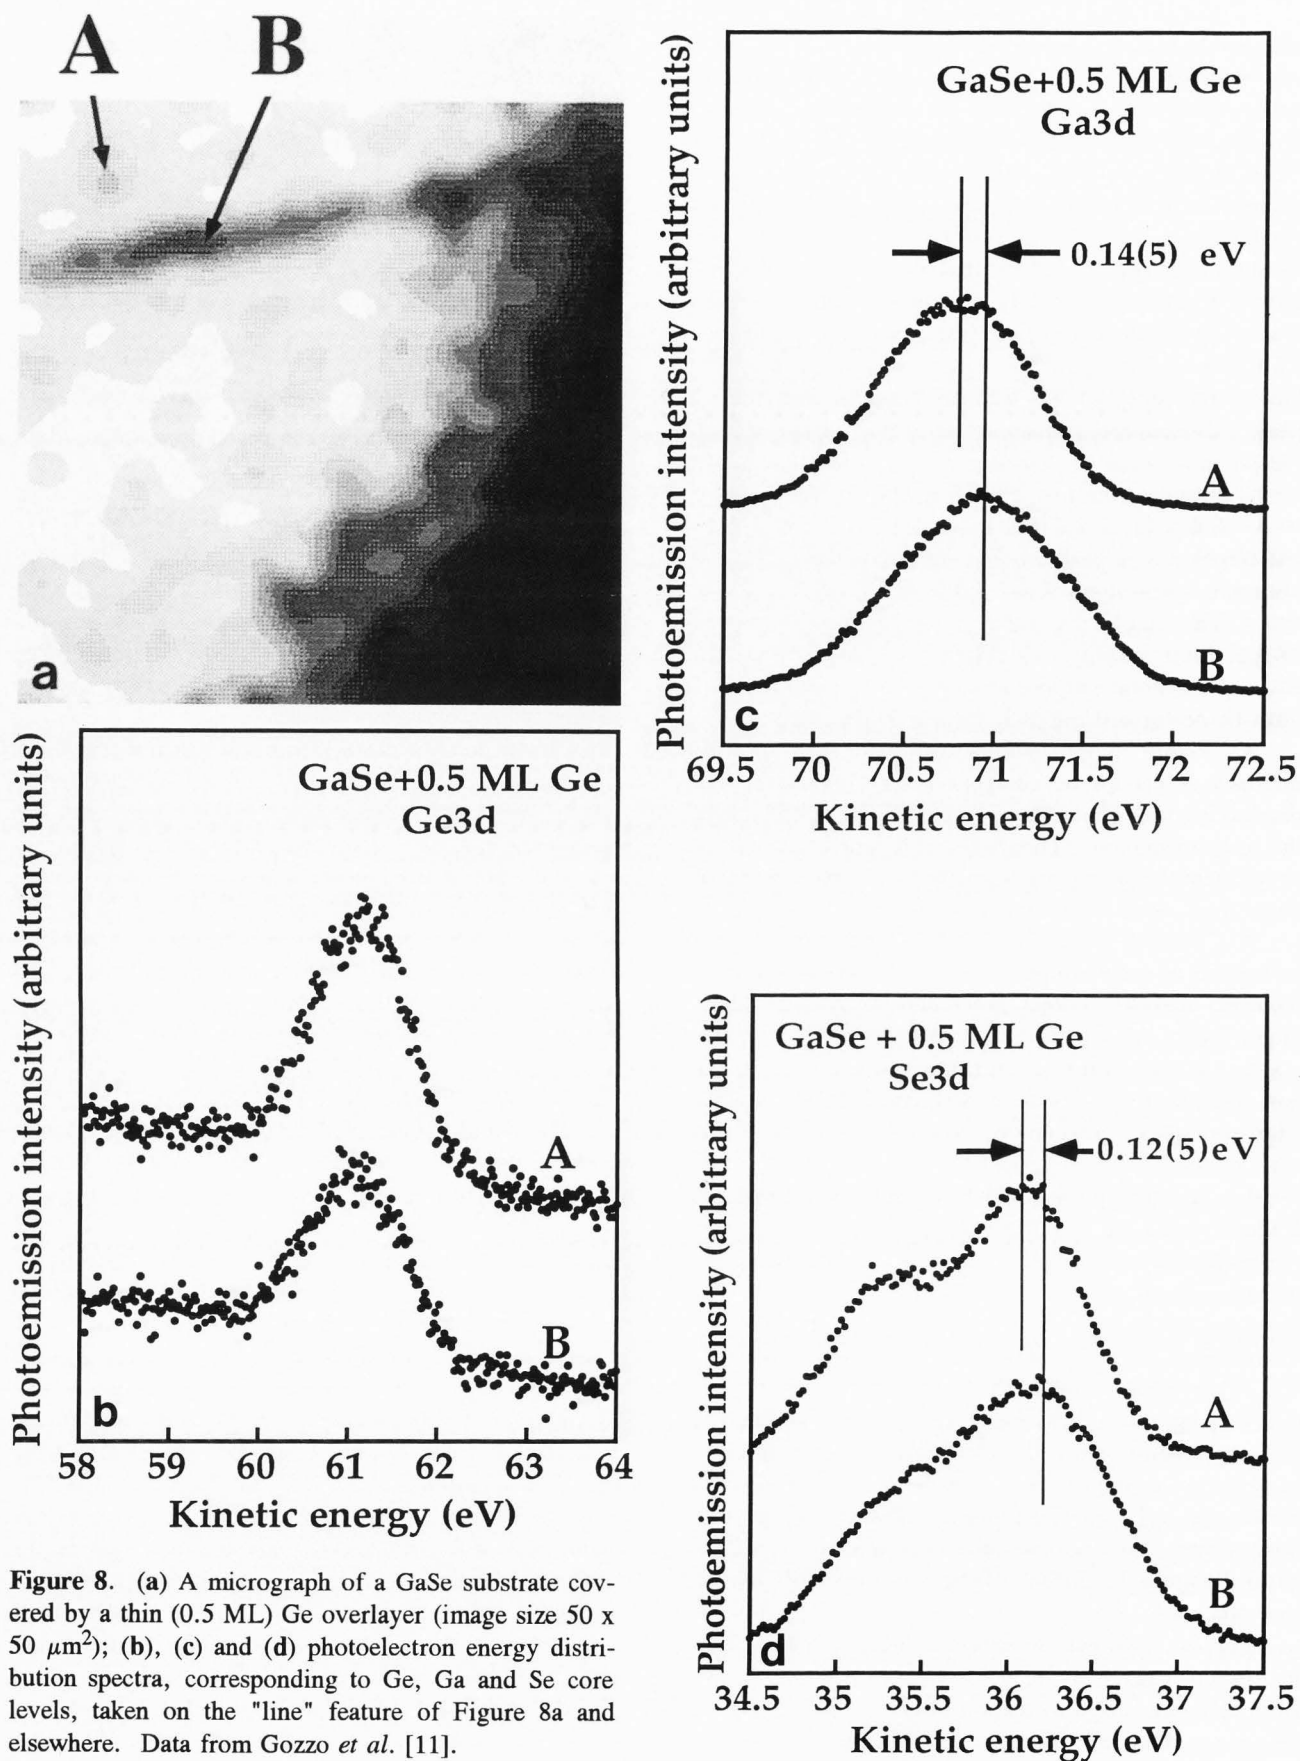 A B
a
GaSe+0.5 ML Ge
Ga3d
0.14(5) eV
A
B
c
Photoemission intensity (arbitrary units)
69.5 70 70.5 71 71.5 72 72.5
Kinetic energy (eV)
GaSe+0.5 ML Ge
Ge3d
A
B
b
Photoemission intensity (arbitrary units)
58 59 60 61 62 63 64
Kinetic energy (eV)
GaSe + 0.5 ML Ge
Se3d
0.12(5)eV
A
B
d
Photoemission intensity (arbitrary units)
34.5 35 35.5 36 36.5 37 37.5
Kinetic energy (eV)
Figure 8. (a) A micrograph of a GaSe substrate cov-
ered by a thin (0.5 ML) Ge overlayer (image size 50 x
50 μm²); (b), (c) and (d) photoelectron energy distri-
bution spectra, corresponding to Ge, Ga and Se core
levels, taken on the "line" feature of Figure 8a and
elsewhere. Data from Gozzo et al. [11].